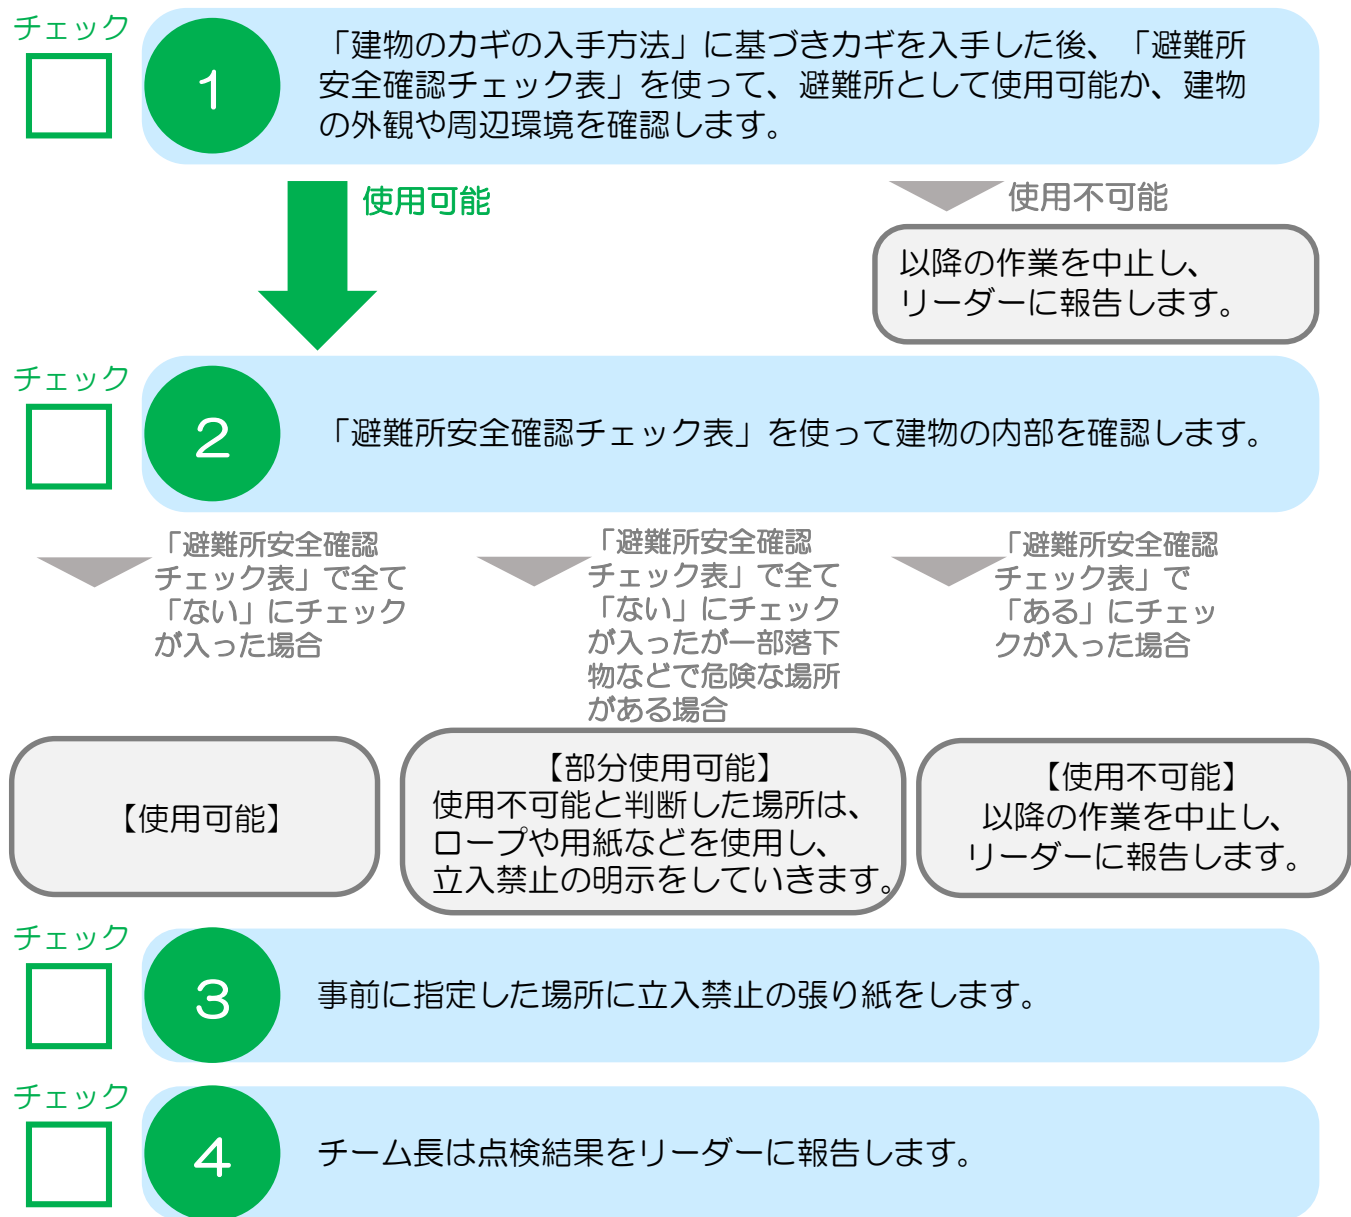 チェック
1
「建物のカギの入手方法」に基づきカギを入手した後、「避難所
安全確認チェック表」を使って、避難所として使用可能か、建物
の外観や周辺環境を確認します。
使用可能
使用不可能
以降の作業を中止し、
リーダーに報告します。
チェック
2
「避難所安全確認チェック表」を使って建物の内部を確認します。
「避難所安全確認
チェック表」で全て
「ない」にチェック
が入った場合
「避難所安全確認
チェック表」で全て
「ない」にチェック
が入ったが一部落下
物などで危険な場所
がある場合
「避難所安全確認
チェック表」で
「ある」にチェッ
クが入った場合
【使用可能】
【部分使用可能】
使用不可能と判断した場所は、
ロープや用紙などを使用し、
立入禁止の明示をしていきます。
【使用不可能】
以降の作業を中止し、
リーダーに報告します。
チェック
3
事前に指定した場所に立入禁止の張り紙をします。
チェック
4
チーム長は点検結果をリーダーに報告します。